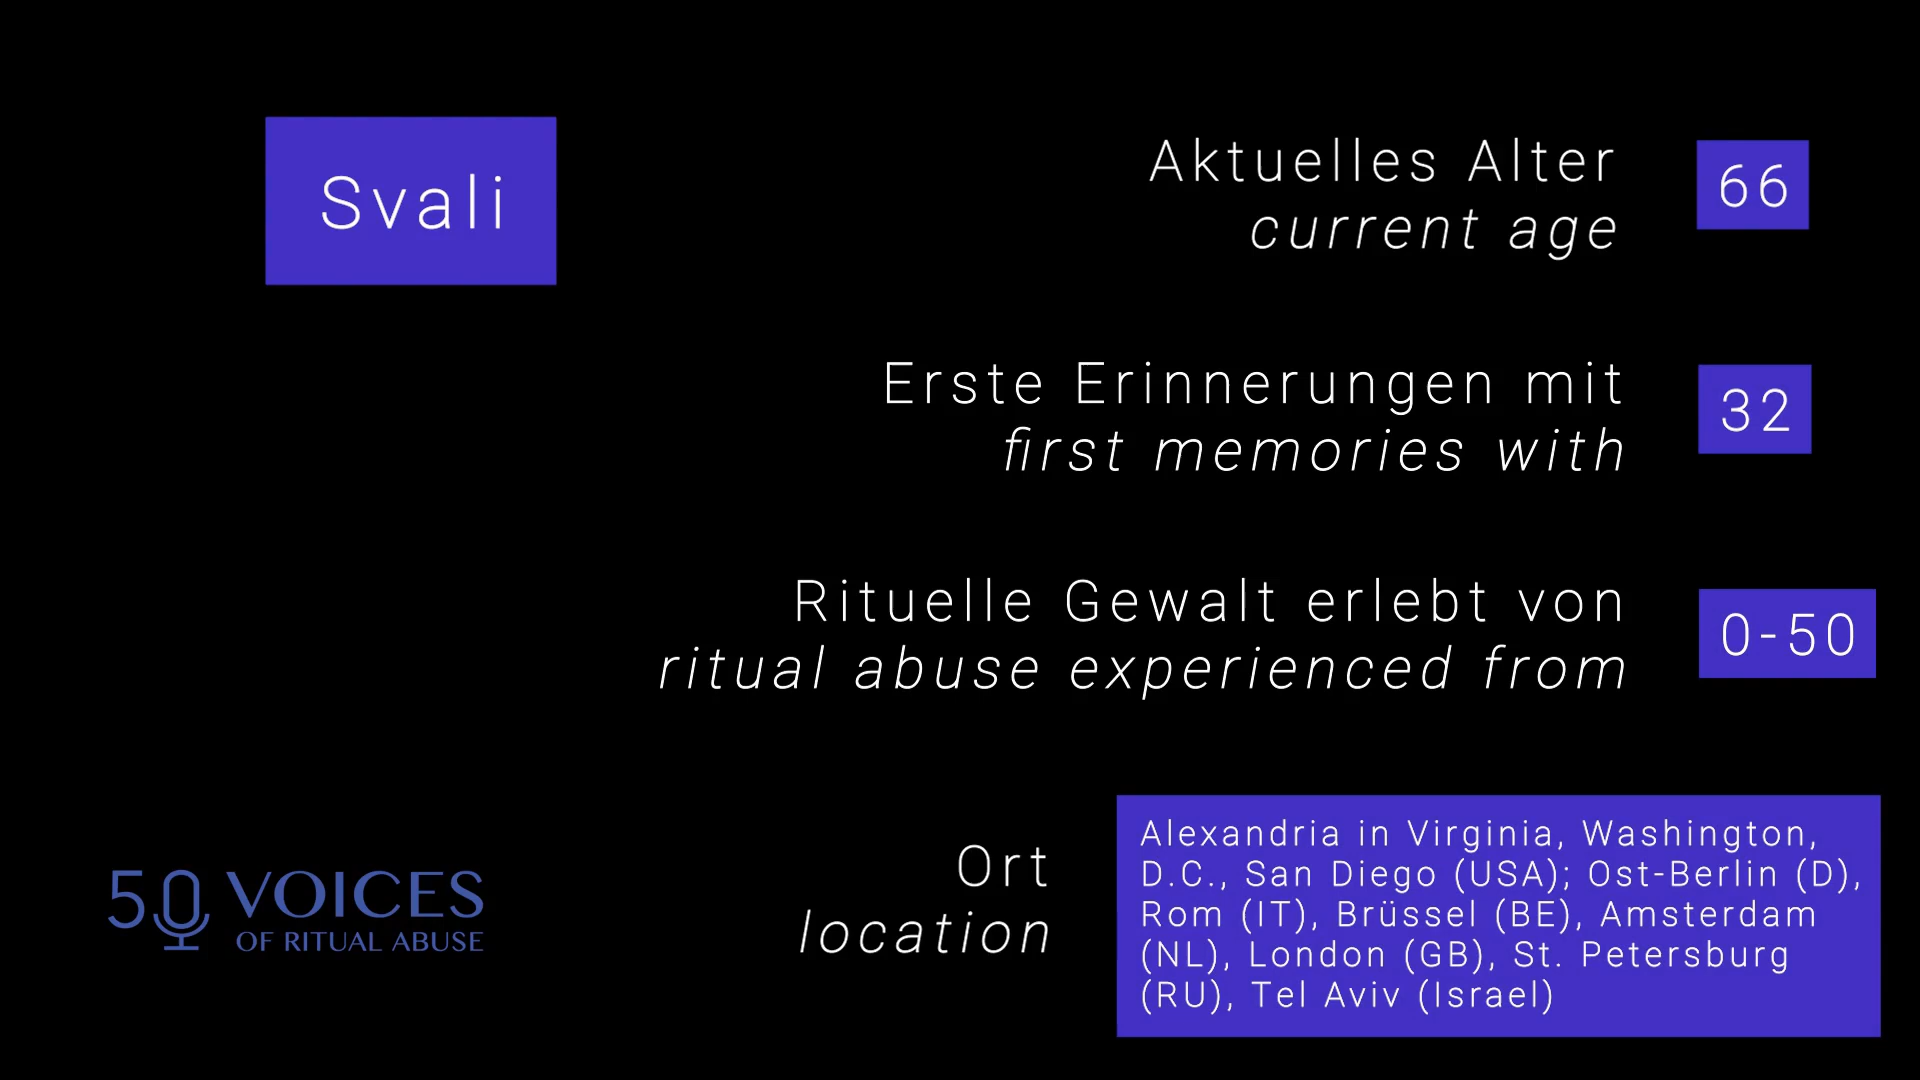 Svali
Aktuelles Alter
current age
66
Erste Erinnerungen mit
first memories with
32
Rituelle Gewalt erlebt von
ritual abuse experienced from
0-50
Ort
location
Alexandria in Virginia, Washington,
D.C., San Diego (USA); Ost-Berlin (D),
Rom (IT), Brüssel (BE), Amsterdam
(NL), London (GB), St. Petersburg
(RU), Tel Aviv (Israel)
50 VOICES
OF RITUAL ABUSE